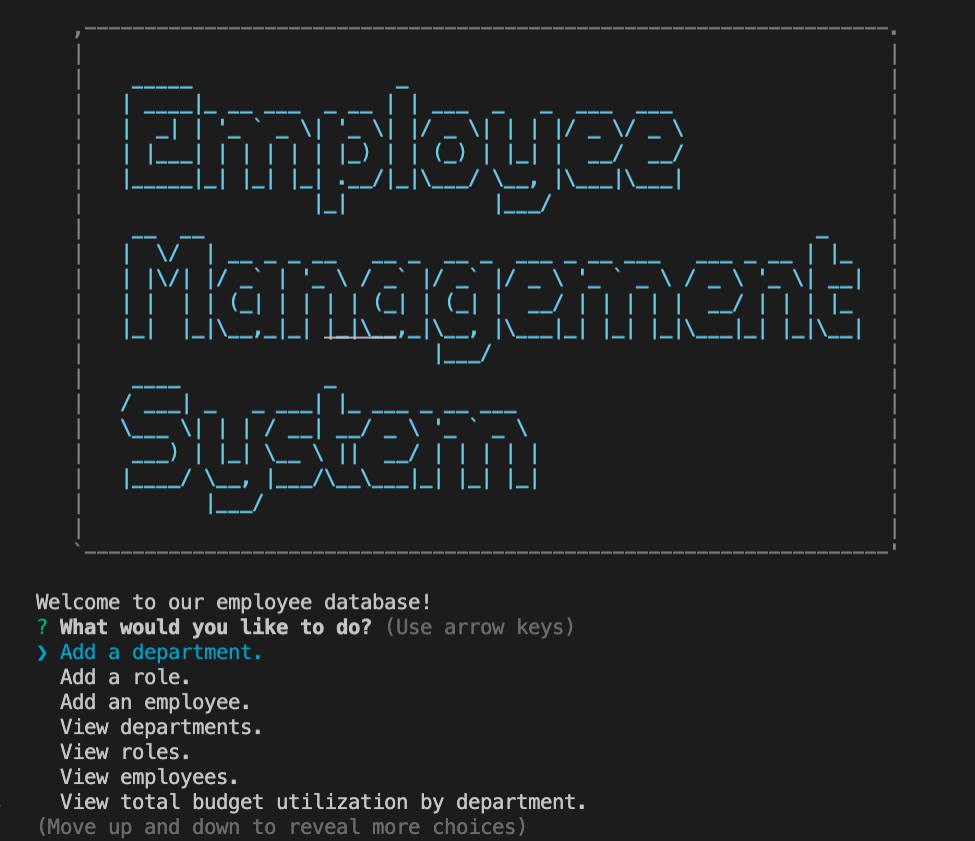 Employee
Management
System
Welcome to our employee database!
? What would you like to do? (Use arrow keys)
❯ Add a department.
Add a role.
Add an employee.
View departments.
View roles.
View employees.
View total budget utilization by department.
(Move up and down to reveal more choices)